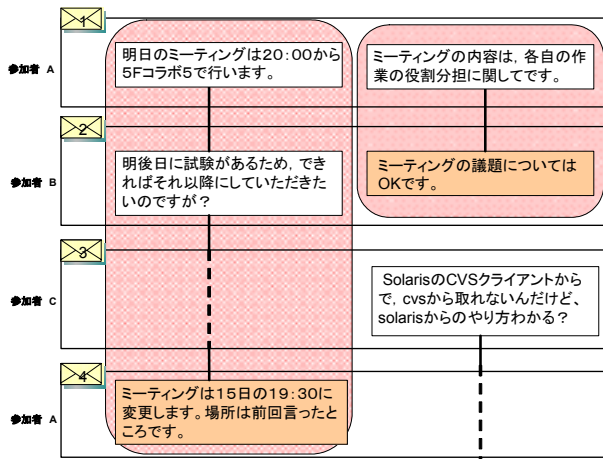 1
参加者 A
明日のミーティングは20：00から
5Fコラボ5で行います。
ミーティングの内容は，各自の作
業の役割分担に関してです。
2
参加者 B
明後日に試験があるため，でき
ればそれ以降にしていただきた
いのですが？
ミーティングの議題については
OKです。
3
参加者 C
SolarisのCVSクライアントから
で，cvsから取れないんだけど、
solarisからのやり方わかる？
4
参加者 A
ミーティングは15日の19：30に
変更します。場所は前回言ったと
ころです。